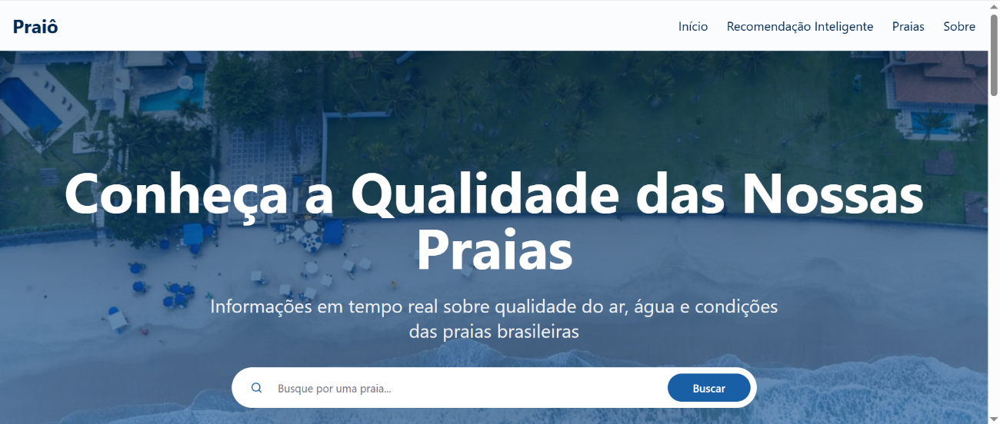 Praiô
Início
Recomendação Inteligente
Praias
Sobre
Conheça a Qualidade das Nossas
Praias
Informações em tempo real sobre qualidade do ar, água e condições
das praias brasileiras
Busque por uma praia...
Buscar